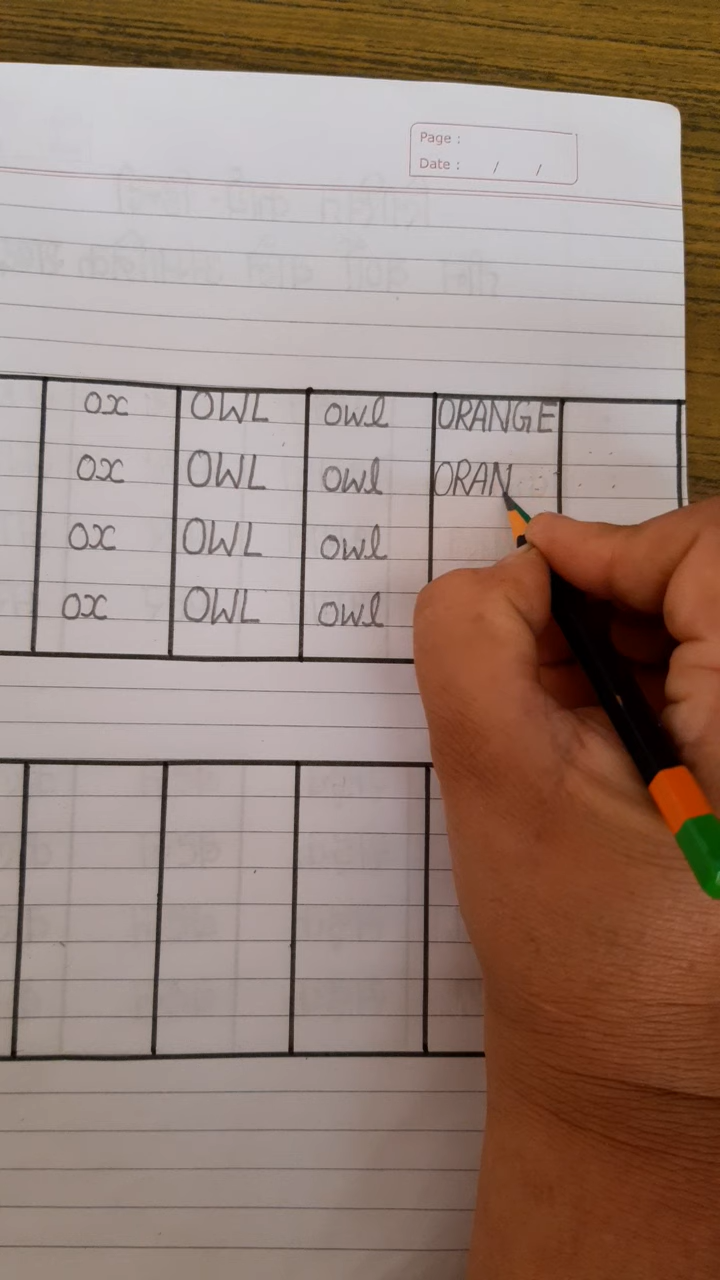 Page :
Date : / /
ox OWL owl ORANGE
ox OWL owl ORAN
ox OWL owl
ox OWL owl